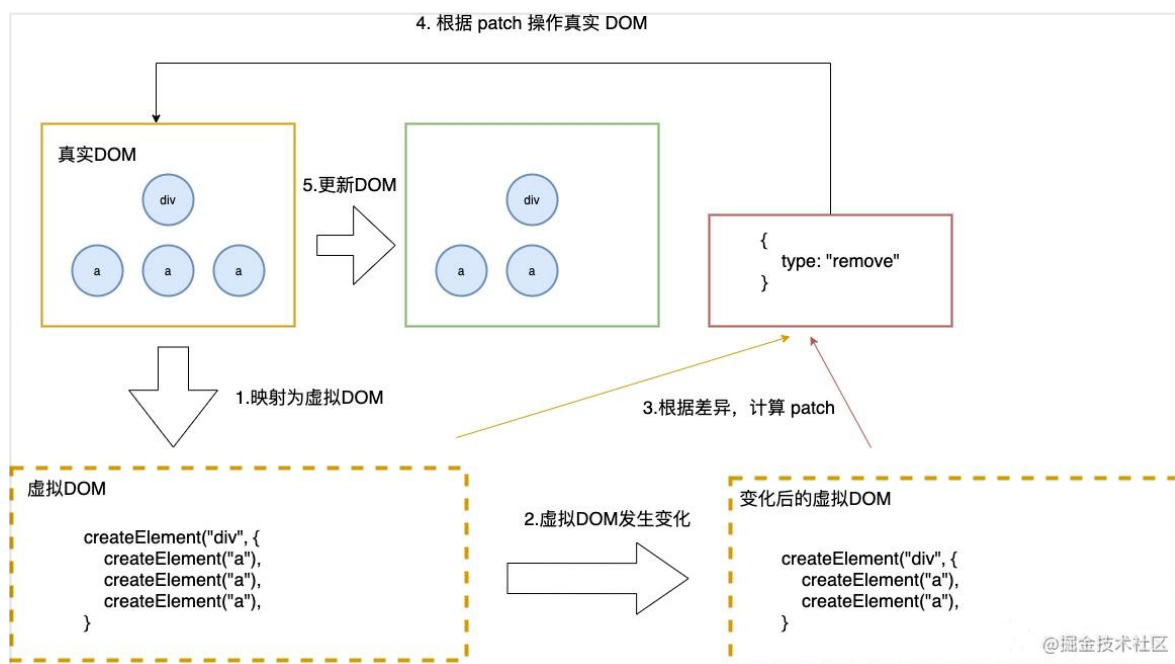 4. 根据 patch 操作真实 DOM
真实DOM
div
a
a
a
5.更新DOM
div
a
a
{
type: "remove"
}
1.映射为虚拟DOM
3.根据差异，计算 patch
虚拟DOM
createElement("div", {
createElement("a"),
createElement("a"),
createElement("a"),
}
2.虚拟DOM发生变化
变化后的虚拟DOM
createElement("div", {
createElement("a"),
createElement("a"),
}
@掘金技术社区